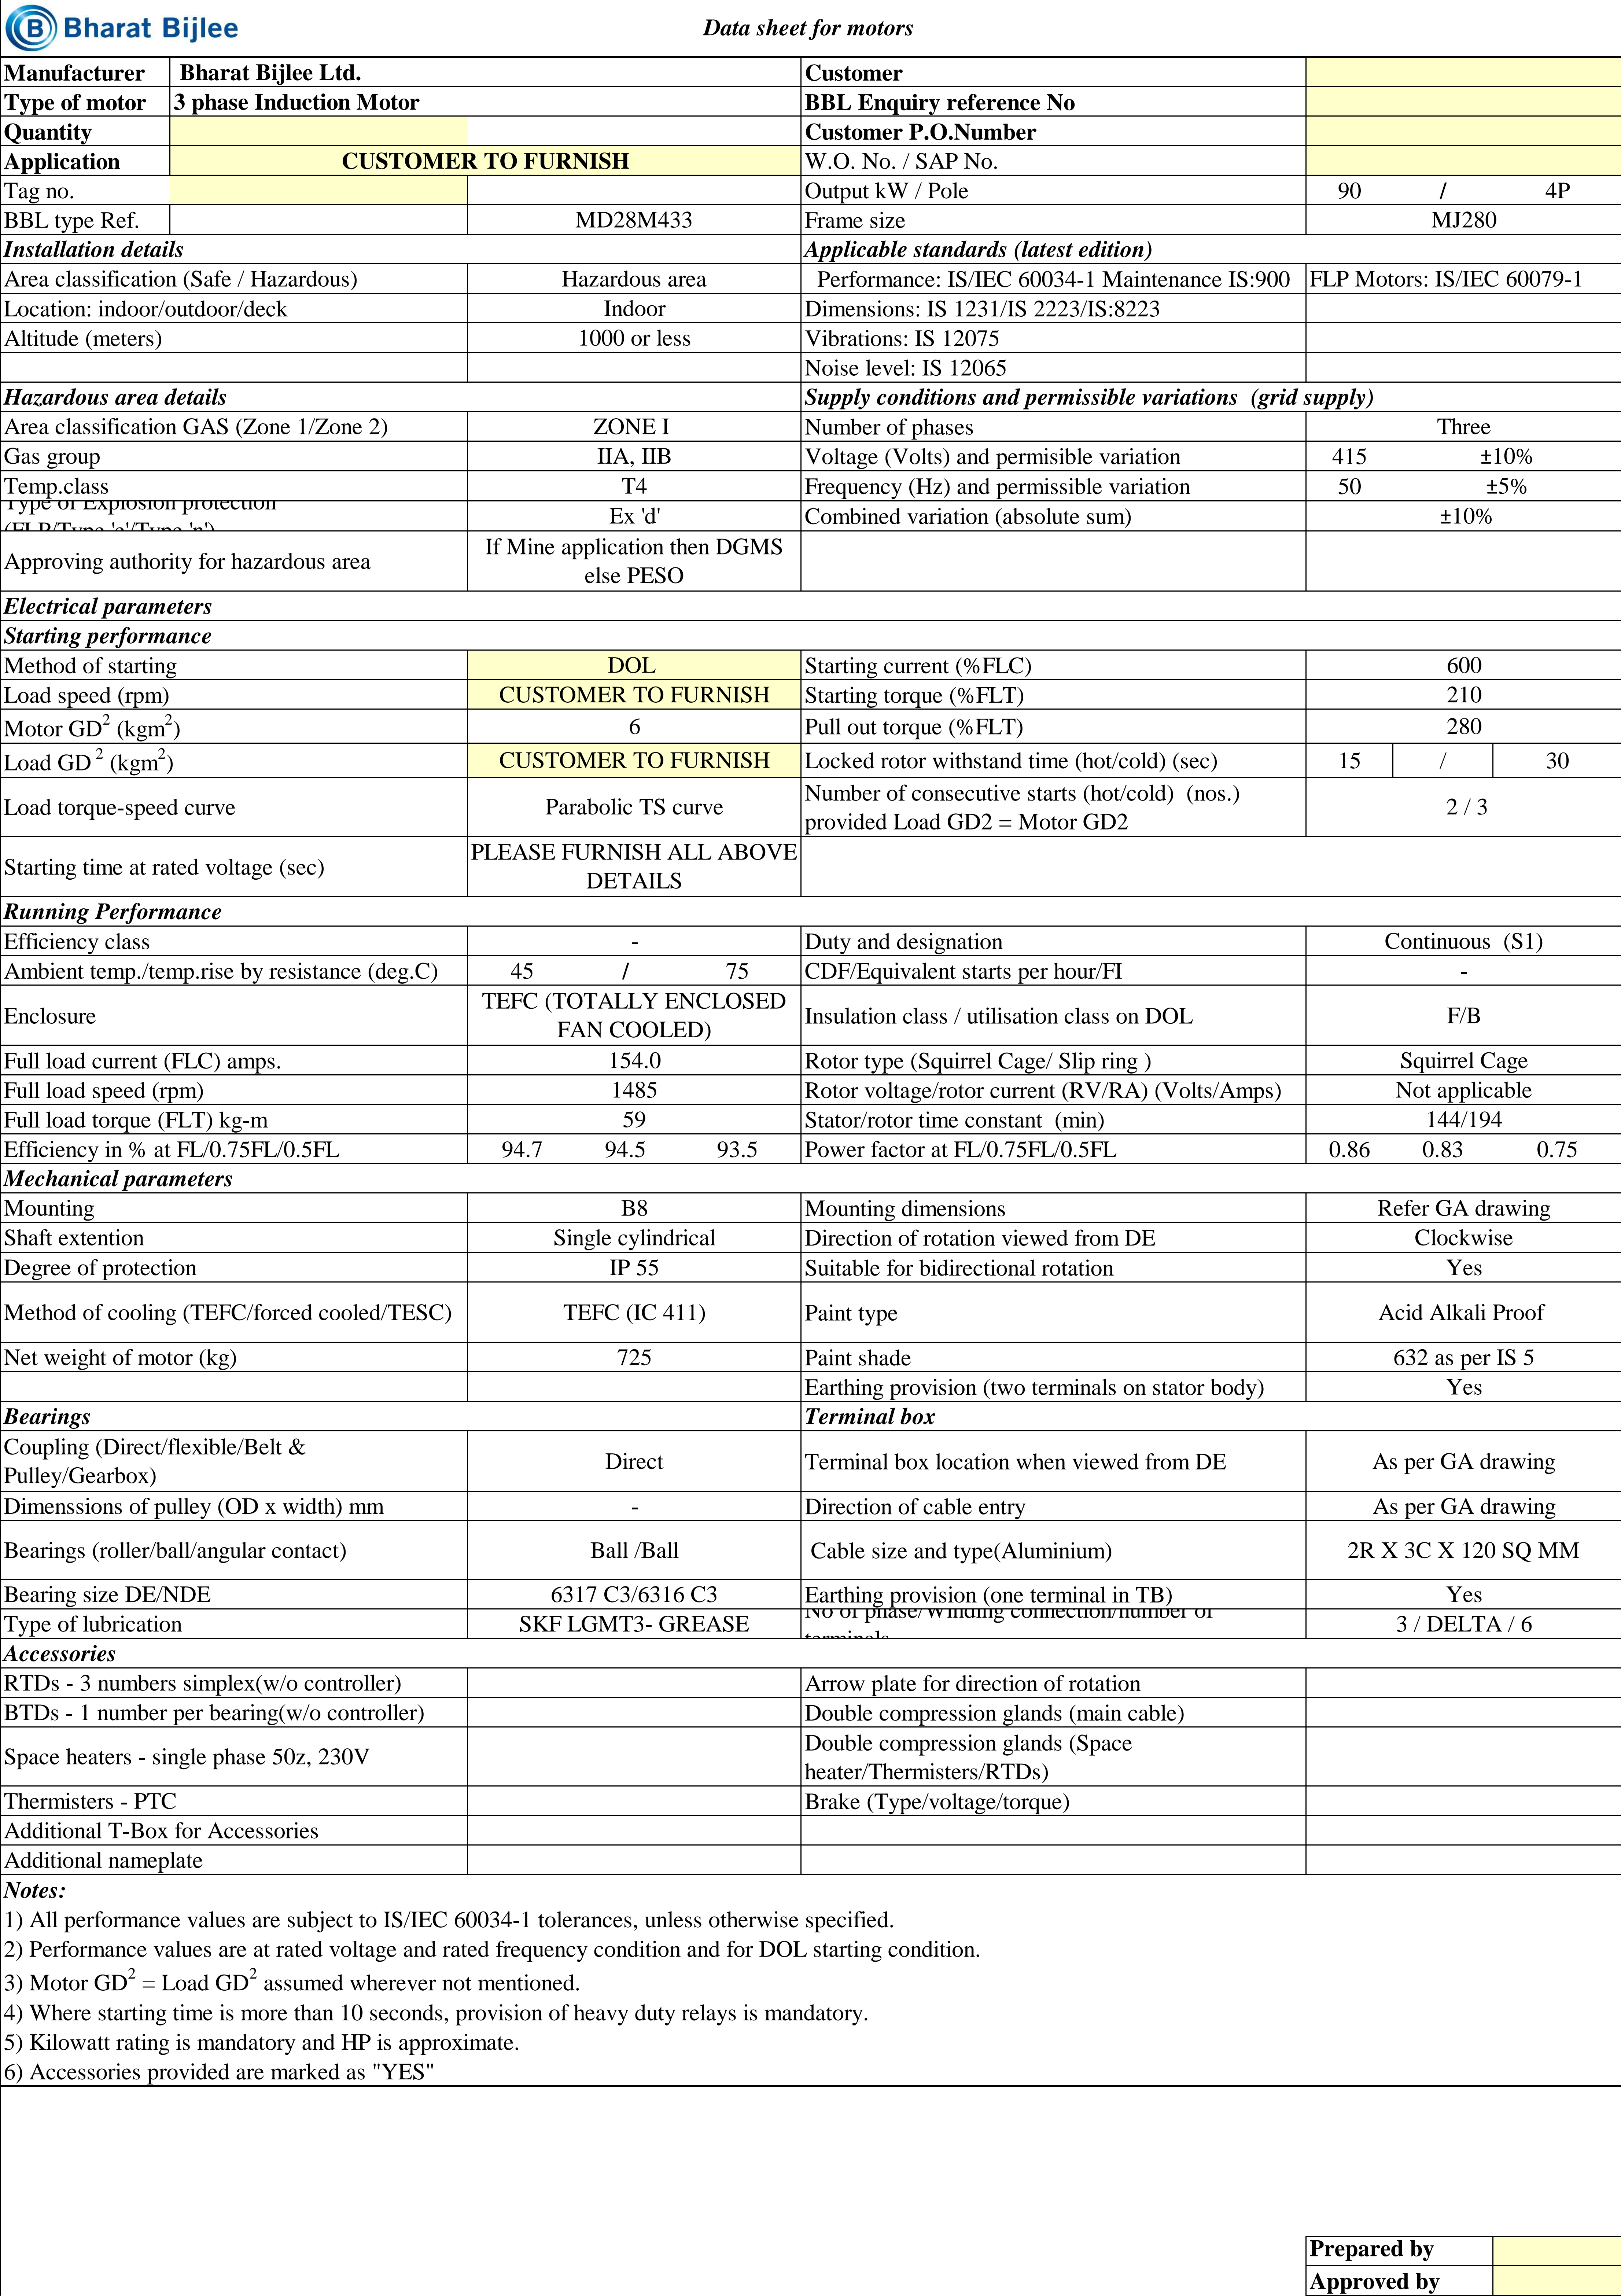 Bharat Bijlee
Data sheet for motors
Manufacturer Bharat Bijlee Ltd. Customer
Type of motor 3 phase Induction Motor BBL Enquiry reference No
Quantity Customer P.O.Number
Application CUSTOMER TO FURNISH W.O. No. / SAP No.
Tag no. Output kW / Pole 90 / 4P
BBL type Ref. MD28M433 Frame size MJ280
Installation details Applicable standards (latest edition)
Area classification (Safe / Hazardous) Hazardous area Performance: IS/IEC 60034-1 Maintenance IS:900 FLP Motors: IS/IEC 60079-1
Location: indoor/outdoor/deck Indoor Dimensions: IS 1231/IS 2223/IS:8223
Altitude (meters) 1000 or less Vibrations: IS 12075
Noise level: IS 12065
Hazardous area details Supply conditions and permissible variations (grid supply)
Area classification GAS (Zone 1/Zone 2) ZONE I Number of phases Three
Gas group IIA, IIB Voltage (Volts) and permisible variation 415 ±10%
Temp.class T4 Frequency (Hz) and permissible variation 50 ±5%
Type of Explosion protection
(FLP/Type 'e'/Type 'n') Ex 'd' Combined variation (absolute sum) ±10%
Approving authority for hazardous area If Mine application then DGMS
else PESO
Electrical parameters
Starting performance
Method of starting DOL Starting current (%FLC) 600
Load speed (rpm) CUSTOMER TO FURNISH Starting torque (%FLT) 210
Motor GD2 (kgm2) 6 Pull out torque (%FLT) 280
Load GD 2 (kgm2) CUSTOMER TO FURNISH Locked rotor withstand time (hot/cold) (sec) 15 / 30
Load torque-speed curve Parabolic TS curve Number of consecutive starts (hot/cold) (nos.)
provided Load GD2 = Motor GD2 2 / 3
Starting time at rated voltage (sec) PLEASE FURNISH ALL ABOVE
DETAILS
Running Performance
Efficiency class - Duty and designation Continuous (S1)
Ambient temp./temp.rise by resistance (deg.C) 45 / 75 CDF/Equivalent starts per hour/FI -
Enclosure TEFC (TOTALLY ENCLOSED
FAN COOLED) Insulation class / utilisation class on DOL F/B
Full load current (FLC) amps. 154.0 Rotor type (Squirrel Cage/ Slip ring ) Squirrel Cage
Full load speed (rpm) 1485 Rotor voltage/rotor current (RV/RA) (Volts/Amps) Not applicable
Full load torque (FLT) kg-m 59 Stator/rotor time constant (min) 144/194
Efficiency in % at FL/0.75FL/0.5FL 94.7 94.5 93.5 Power factor at FL/0.75FL/0.5FL 0.86 0.83 0.75
Mechanical parameters
Mounting B8 Mounting dimensions Refer GA drawing
Shaft extention Single cylindrical Direction of rotation viewed from DE Clockwise
Degree of protection IP 55 Suitable for bidirectional rotation Yes
Method of cooling (TEFC/forced cooled/TESC) TEFC (IC 411) Paint type Acid Alkali Proof
Net weight of motor (kg) 725 Paint shade 632 as per IS 5
Earthing provision (two terminals on stator body) Yes
Bearings Terminal box
Coupling (Direct/flexible/Belt &
Pulley/Gearbox) Direct Terminal box location when viewed from DE As per GA drawing
Dimenssions of pulley (OD x width) mm - Direction of cable entry As per GA drawing
Bearings (roller/ball/angular contact) Ball /Ball Cable size and type(Aluminium) 2R X 3C X 120 SQ MM
Bearing size DE/NDE 6317 C3/6316 C3 Earthing provision (one terminal in TB) Yes
Type of lubrication SKF LGMT3- GREASE No of phase/Winding connection/number of
terminals 3 / DELTA / 6
Accessories
RTDs - 3 numbers simplex(w/o controller) Arrow plate for direction of rotation
BTDs - 1 number per bearing(w/o controller) Double compression glands (main cable)
Space heaters - single phase 50z, 230V Double compression glands (Space
heater/Thermisters/RTDs)
Thermisters - PTC Brake (Type/voltage/torque)
Additional T-Box for Accessories
Additional nameplate
Notes:
1) All performance values are subject to IS/IEC 60034-1 tolerances, unless otherwise specified.
2) Performance values are at rated voltage and rated frequency condition and for DOL starting condition.
3) Motor GD2 = Load GD2 assumed wherever not mentioned.
4) Where starting time is more than 10 seconds, provision of heavy duty relays is mandatory.
5) Kilowatt rating is mandatory and HP is approximate.
6) Accessories provided are marked as "YES"
Prepared by
Approved by